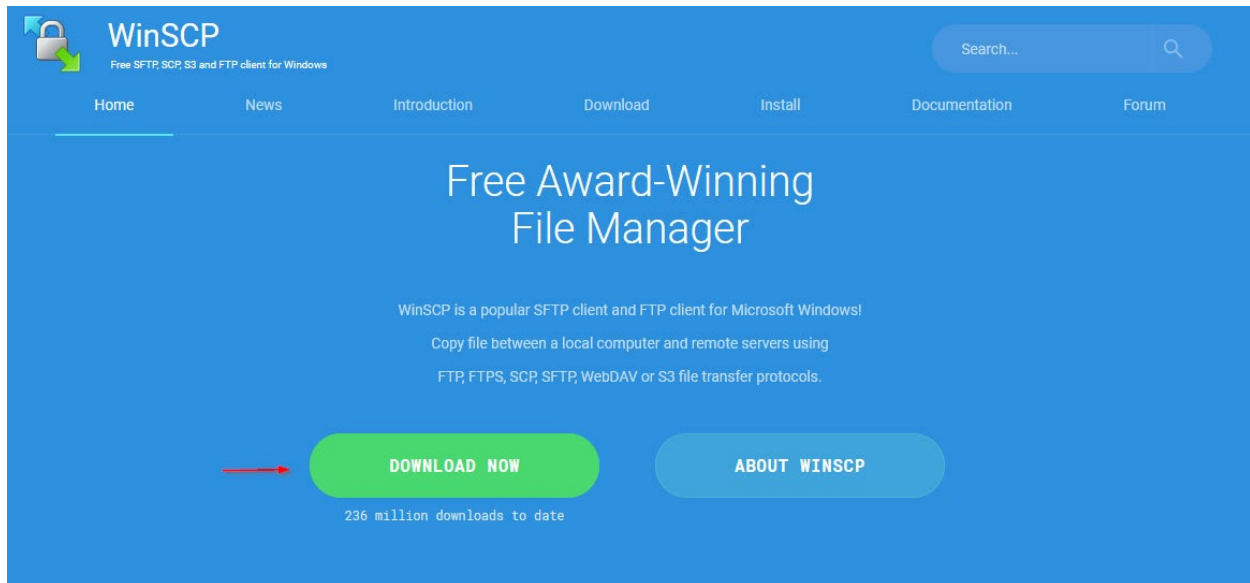 WinSCP
Free SFTP, SCP, S3 and FTP client for Windows
Search...
Home News Introduction Download Install Documentation Forum
Free Award-Winning
File Manager
WinSCP is a popular SFTP client and FTP client for Microsoft Windows!
Copy file between a local computer and remote servers using
FTP, FTPS, SCP, SFTP, WebDAV or S3 file transfer protocols.
DOWNLOAD NOW ABOUT WINSCP
236 million downloads to date